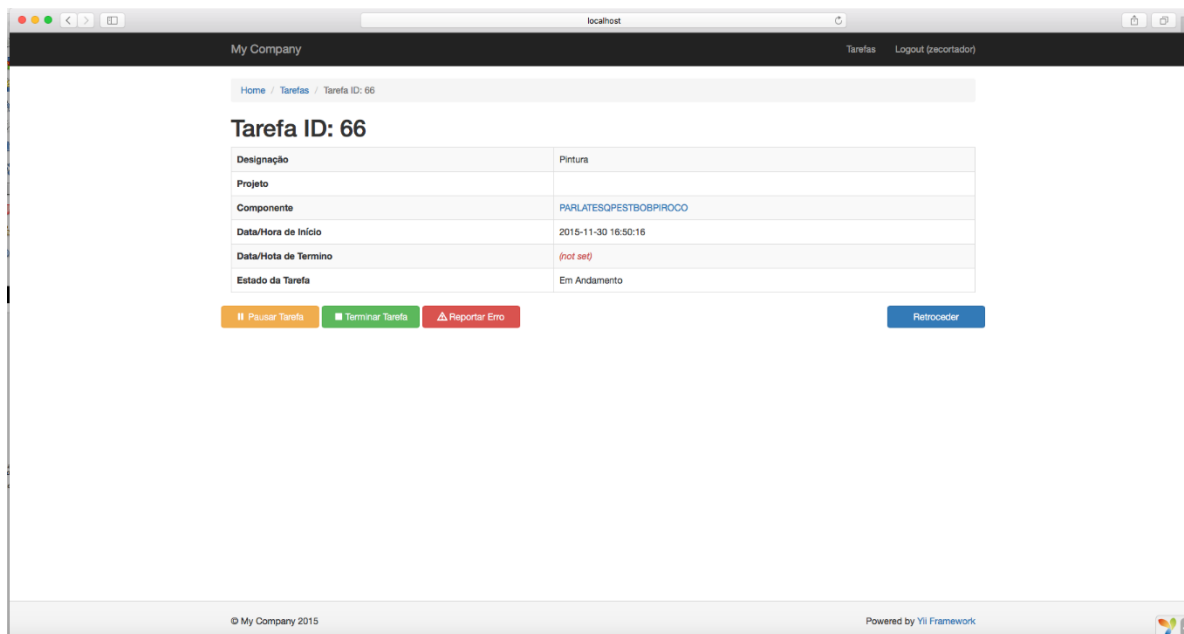 localhost
My Company Tarefas Logout (zecortador)
Home / Tarefas / Tarefa ID: 66
Tarefa ID: 66
Designação Pintura
Projeto
Componente PARLATESQPESTBOBPIROCO
Data/Hora de Início 2015-11-30 16:50:16
Data/Hota de Termino (not set)
Estado da Tarefa Em Andamento
Pausar Tarefa Terminar Tarefa Reportar Erro Retroceder
© My Company 2015 Powered by Yii Framework